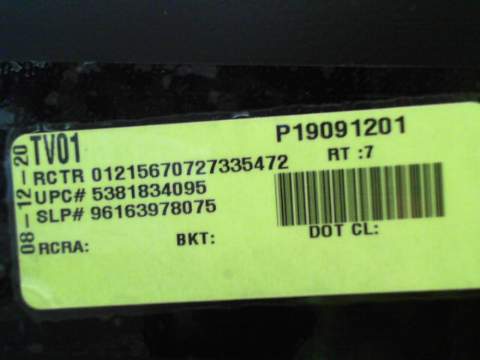 08-12-20
TV01
P19091201
RCTR 01215670727335472
RT :7
UPC# 5381834095
SLP# 96163978075
RCRA:
BKT:
DOT CL: